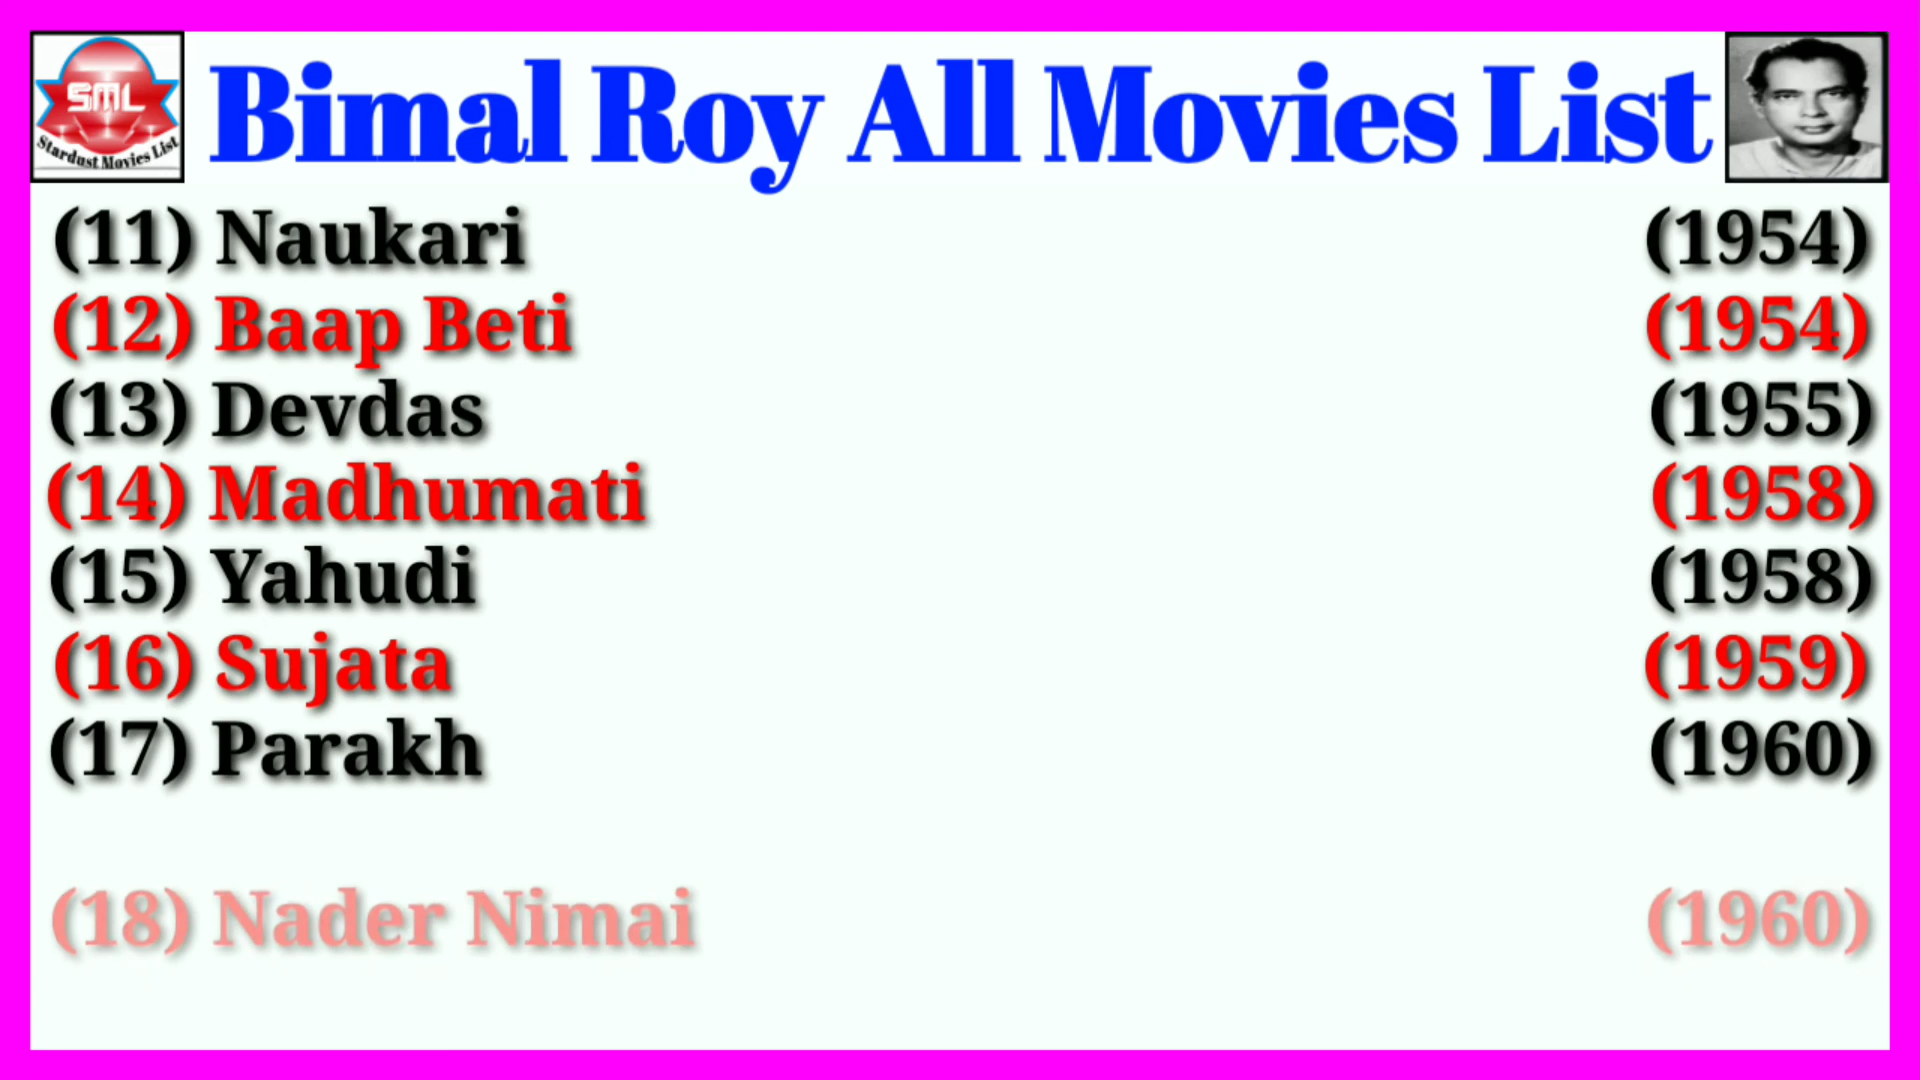 SML
Stardust Movies List
Bimal Roy All Movies List
(11) Naukari (1954)
(12) Baap Beti (1954)
(13) Devdas (1955)
(14) Madhumati (1958)
(15) Yahudi (1958)
(16) Sujata (1959)
(17) Parakh (1960)
(18) Nader Nimai (1960)